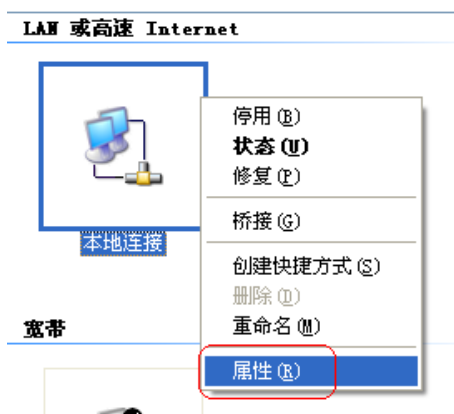 LAN 或高速 Internet
停用(B)
状态(U)
修复(P)
桥接(G)
本地连接
创建快捷方式(S)
删除(D)
重命名(M)
宽带
属性(R)